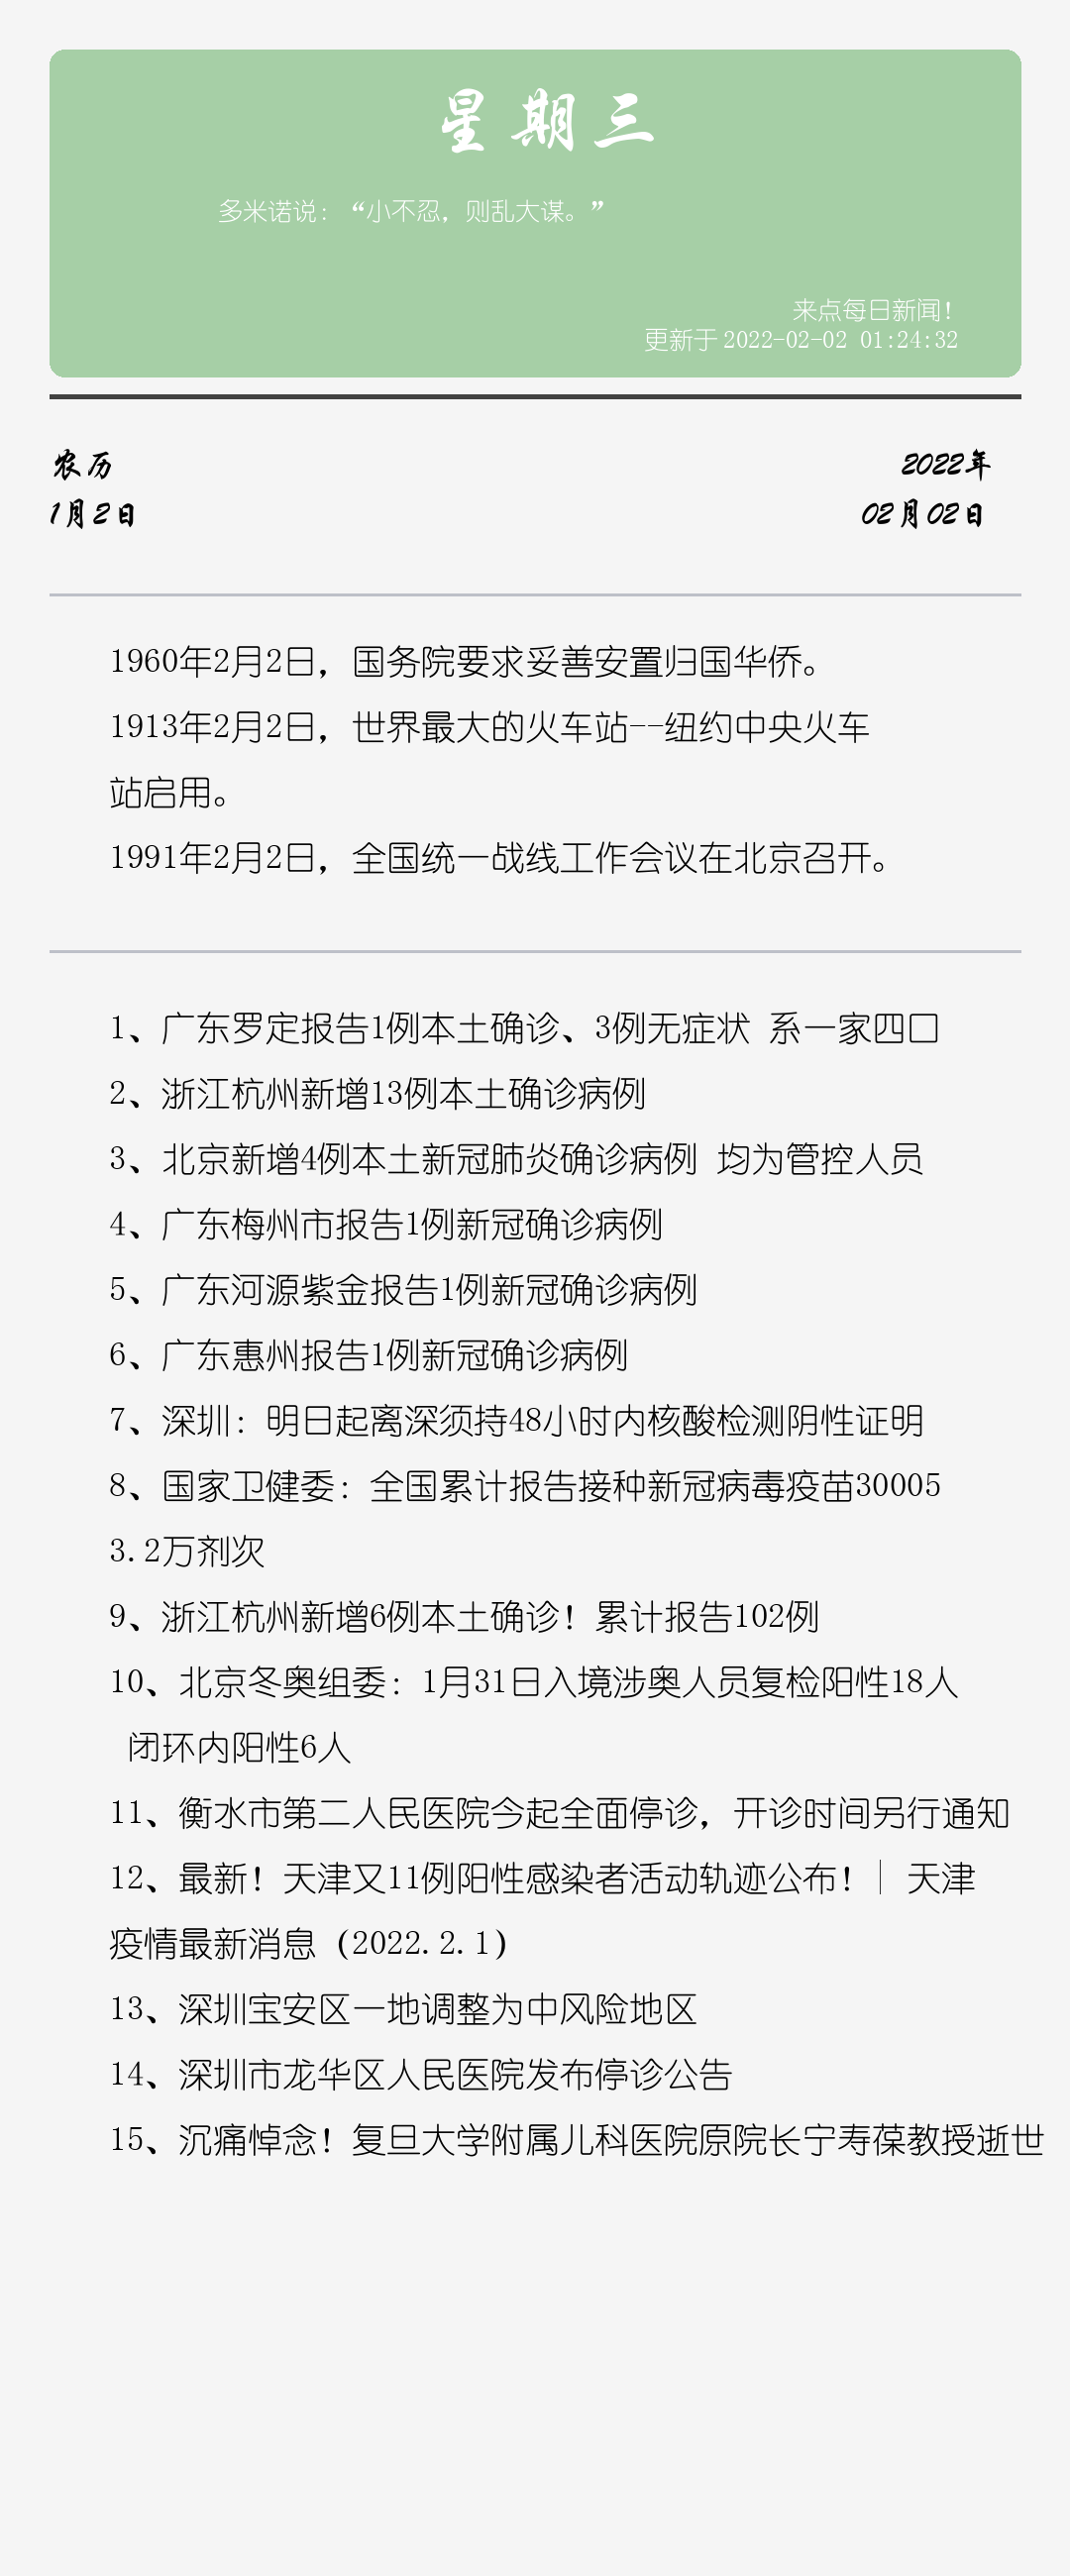 星期三
多米诺说：“小不忍，则乱大谋。”
来点每日新闻！
更新于2022-02-02 01:24:32
农历
2022年
1月2日
02月02日
1960年2月2日，国务院要求妥善安置归国华侨。
1913年2月2日，世界最大的火车站--纽约中央火车
站启用。
1991年2月2日，全国统一战线工作会议在北京召开。
1、广东罗定报告1例本土确诊、3例无症状 系一家四口
2、浙江杭州新增13例本土确诊病例
3、北京新增4例本土新冠肺炎确诊病例 均为管控人员
4、广东梅州市报告1例新冠确诊病例
5、广东河源紫金报告1例新冠确诊病例
6、广东惠州报告1例新冠确诊病例
7、深圳：明日起离深须持48小时内核酸检测阴性证明
8、国家卫健委：全国累计报告接种新冠病毒疫苗30005
3.2万剂次
9、浙江杭州新增6例本土确诊！累计报告102例
10、北京冬奥组委：1月31日入境涉奥人员复检阳性18人
闭环内阳性6人
11、衡水市第二人民医院今起全面停诊，开诊时间另行通知
12、最新！天津又11例阳性感染者活动轨迹公布！｜天津
疫情最新消息（2022.2.1）
13、深圳宝安区一地调整为中风险地区
14、深圳市龙华区人民医院发布停诊公告
15、沉痛悼念！复旦大学附属儿科医院原院长宁寿葆教授逝世